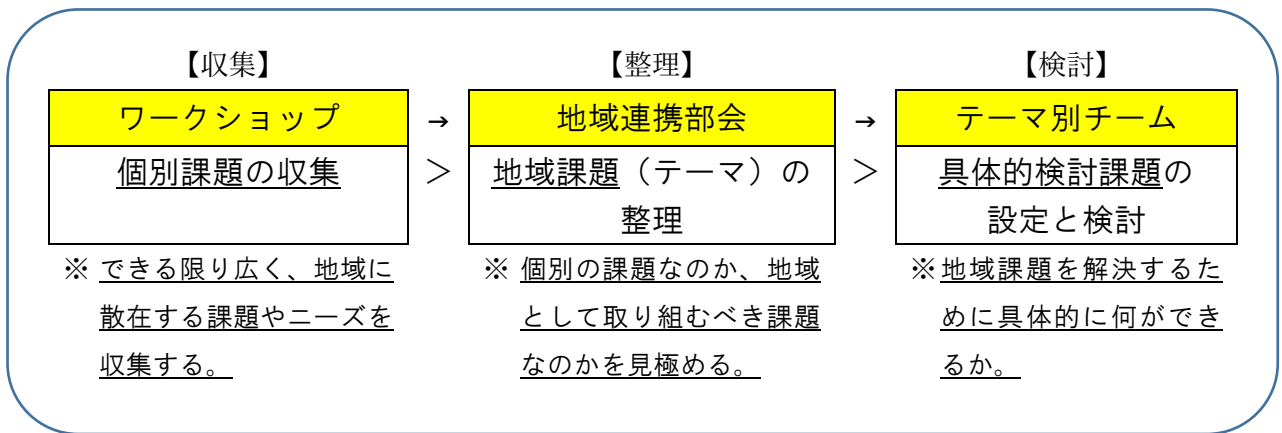 【収集】
ワークショップ
個別課題の収集
※ できる限り広く、地域に
散在する課題やニーズを
収集する。
→
＞
【整理】
地域連携部会
地域課題（テーマ）の
整理
※ 個別の課題なのか、地域
として取り組むべき課題
なのかを見極める。
→
＞
【検討】
テーマ別チーム
具体的検討課題の
設定と検討
※地域課題を解決するた
めに具体的に何ができ
るか。